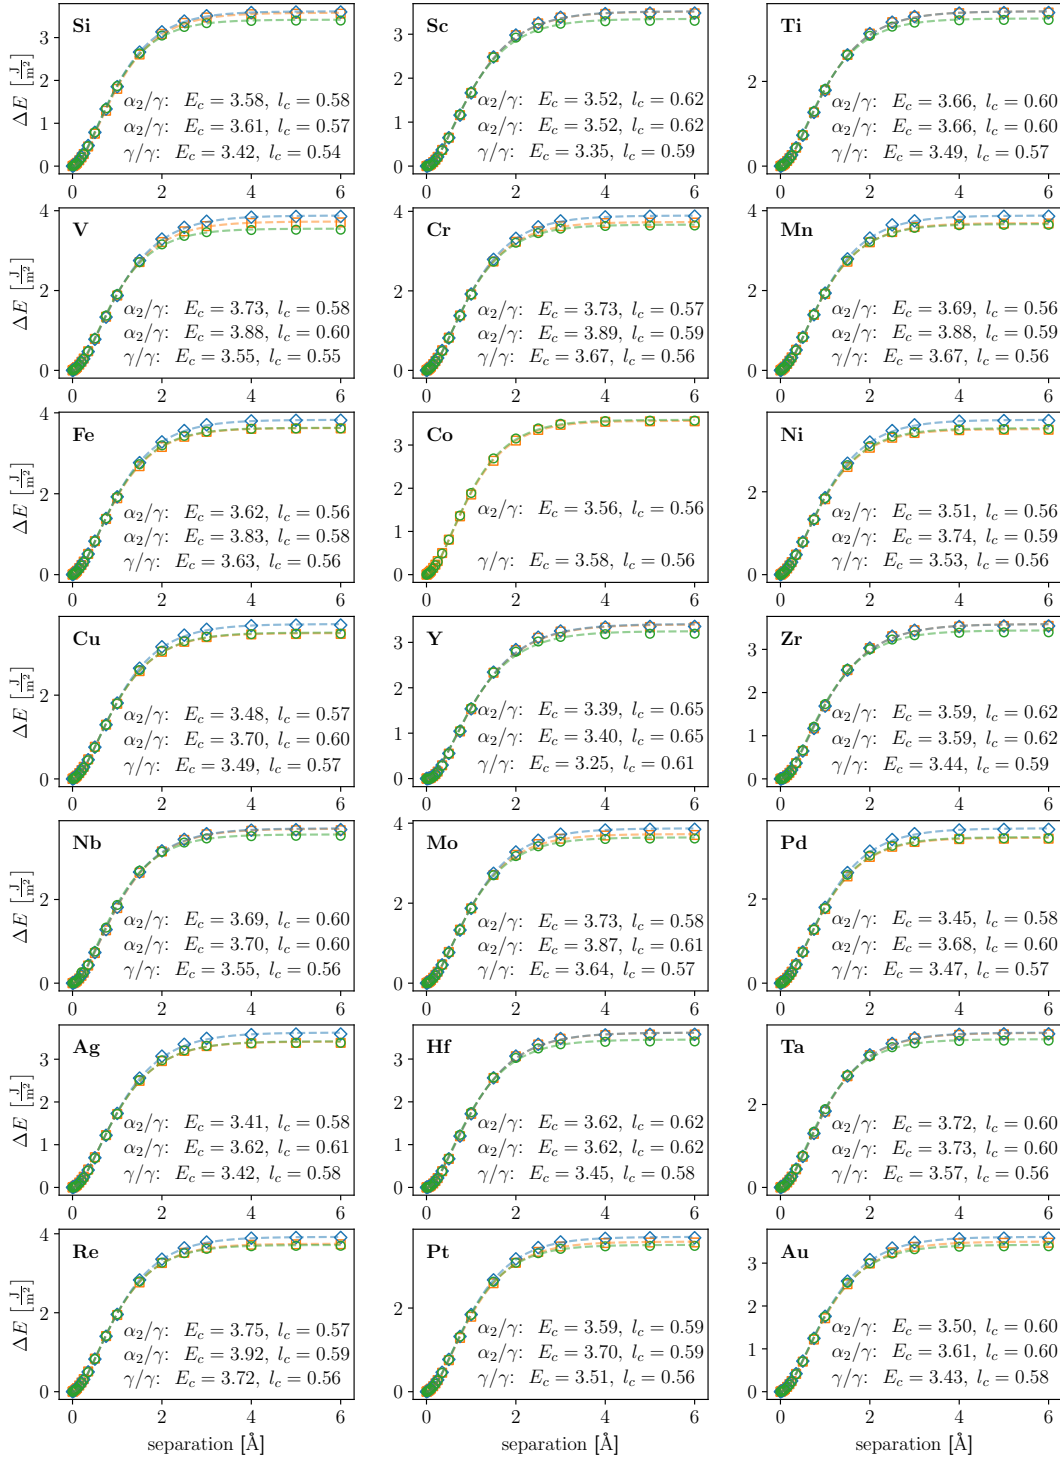 Si
ΔE [J/m²]
3
2
1
0
α₂/γ: E_c = 3.58, l_c = 0.58
α₂/γ: E_c = 3.61, l_c = 0.57
γ/γ: E_c = 3.42, l_c = 0.54
0 2 4 6
Sc
3
2
1
0
α₂/γ: E_c = 3.52, l_c = 0.62
α₂/γ: E_c = 3.52, l_c = 0.62
γ/γ: E_c = 3.35, l_c = 0.59
0 2 4 6
Ti
2
0
α₂/γ: E_c = 3.66, l_c = 0.60
α₂/γ: E_c = 3.66, l_c = 0.60
γ/γ: E_c = 3.49, l_c = 0.57
0 2 4 6
V
ΔE [J/m²]
4
2
0
α₂/γ: E_c = 3.73, l_c = 0.58
α₂/γ: E_c = 3.88, l_c = 0.60
γ/γ: E_c = 3.55, l_c = 0.55
0 2 4 6
Cr
4
2
0
α₂/γ: E_c = 3.73, l_c = 0.57
α₂/γ: E_c = 3.89, l_c = 0.59
γ/γ: E_c = 3.67, l_c = 0.56
0 2 4 6
Mn
4
2
0
α₂/γ: E_c = 3.69, l_c = 0.56
α₂/γ: E_c = 3.88, l_c = 0.59
γ/γ: E_c = 3.67, l_c = 0.56
0 2 4 6
Fe
ΔE [J/m²]
4
2
0
α₂/γ: E_c = 3.62, l_c = 0.56
α₂/γ: E_c = 3.83, l_c = 0.58
γ/γ: E_c = 3.63, l_c = 0.56
0 2 4 6
Co
3
2
1
0
α₂/γ: E_c = 3.56, l_c = 0.56
γ/γ: E_c = 3.58, l_c = 0.56
0 2 4 6
Ni
2
0
α₂/γ: E_c = 3.51, l_c = 0.56
α₂/γ: E_c = 3.74, l_c = 0.59
γ/γ: E_c = 3.53, l_c = 0.56
0 2 4 6
Cu
ΔE [J/m²]
2
0
α₂/γ: E_c = 3.48, l_c = 0.57
α₂/γ: E_c = 3.70, l_c = 0.60
γ/γ: E_c = 3.49, l_c = 0.57
0 2 4 6
Y
3
2
1
0
α₂/γ: E_c = 3.39, l_c = 0.65
α₂/γ: E_c = 3.40, l_c = 0.65
γ/γ: E_c = 3.25, l_c = 0.61
0 2 4 6
Zr
3
2
1
0
α₂/γ: E_c = 3.59, l_c = 0.62
α₂/γ: E_c = 3.59, l_c = 0.62
γ/γ: E_c = 3.44, l_c = 0.59
0 2 4 6
Nb
ΔE [J/m²]
2
0
α₂/γ: E_c = 3.69, l_c = 0.60
α₂/γ: E_c = 3.70, l_c = 0.60
γ/γ: E_c = 3.55, l_c = 0.56
0 2 4 6
Mo
4
2
0
α₂/γ: E_c = 3.73, l_c = 0.58
α₂/γ: E_c = 3.87, l_c = 0.61
γ/γ: E_c = 3.64, l_c = 0.57
0 2 4 6
Pd
2
0
α₂/γ: E_c = 3.45, l_c = 0.58
α₂/γ: E_c = 3.68, l_c = 0.60
γ/γ: E_c = 3.47, l_c = 0.57
0 2 4 6
Ag
ΔE [J/m²]
3
2
1
0
α₂/γ: E_c = 3.41, l_c = 0.58
α₂/γ: E_c = 3.62, l_c = 0.61
γ/γ: E_c = 3.42, l_c = 0.58
0 2 4 6
Hf
3
2
1
0
α₂/γ: E_c = 3.62, l_c = 0.62
α₂/γ: E_c = 3.62, l_c = 0.62
γ/γ: E_c = 3.45, l_c = 0.58
0 2 4 6
Ta
2
0
α₂/γ: E_c = 3.72, l_c = 0.60
α₂/γ: E_c = 3.73, l_c = 0.60
γ/γ: E_c = 3.57, l_c = 0.56
0 2 4 6
Re
ΔE [J/m²]
4
2
0
α₂/γ: E_c = 3.75, l_c = 0.57
α₂/γ: E_c = 3.92, l_c = 0.59
γ/γ: E_c = 3.72, l_c = 0.56
0 2 4 6
separation [Å]
Pt
2
0
α₂/γ: E_c = 3.59, l_c = 0.59
α₂/γ: E_c = 3.70, l_c = 0.59
γ/γ: E_c = 3.51, l_c = 0.56
0 2 4 6
separation [Å]
Au
3
2
1
0
α₂/γ: E_c = 3.50, l_c = 0.60
α₂/γ: E_c = 3.61, l_c = 0.60
γ/γ: E_c = 3.43, l_c = 0.58
0 2 4 6
separation [Å]